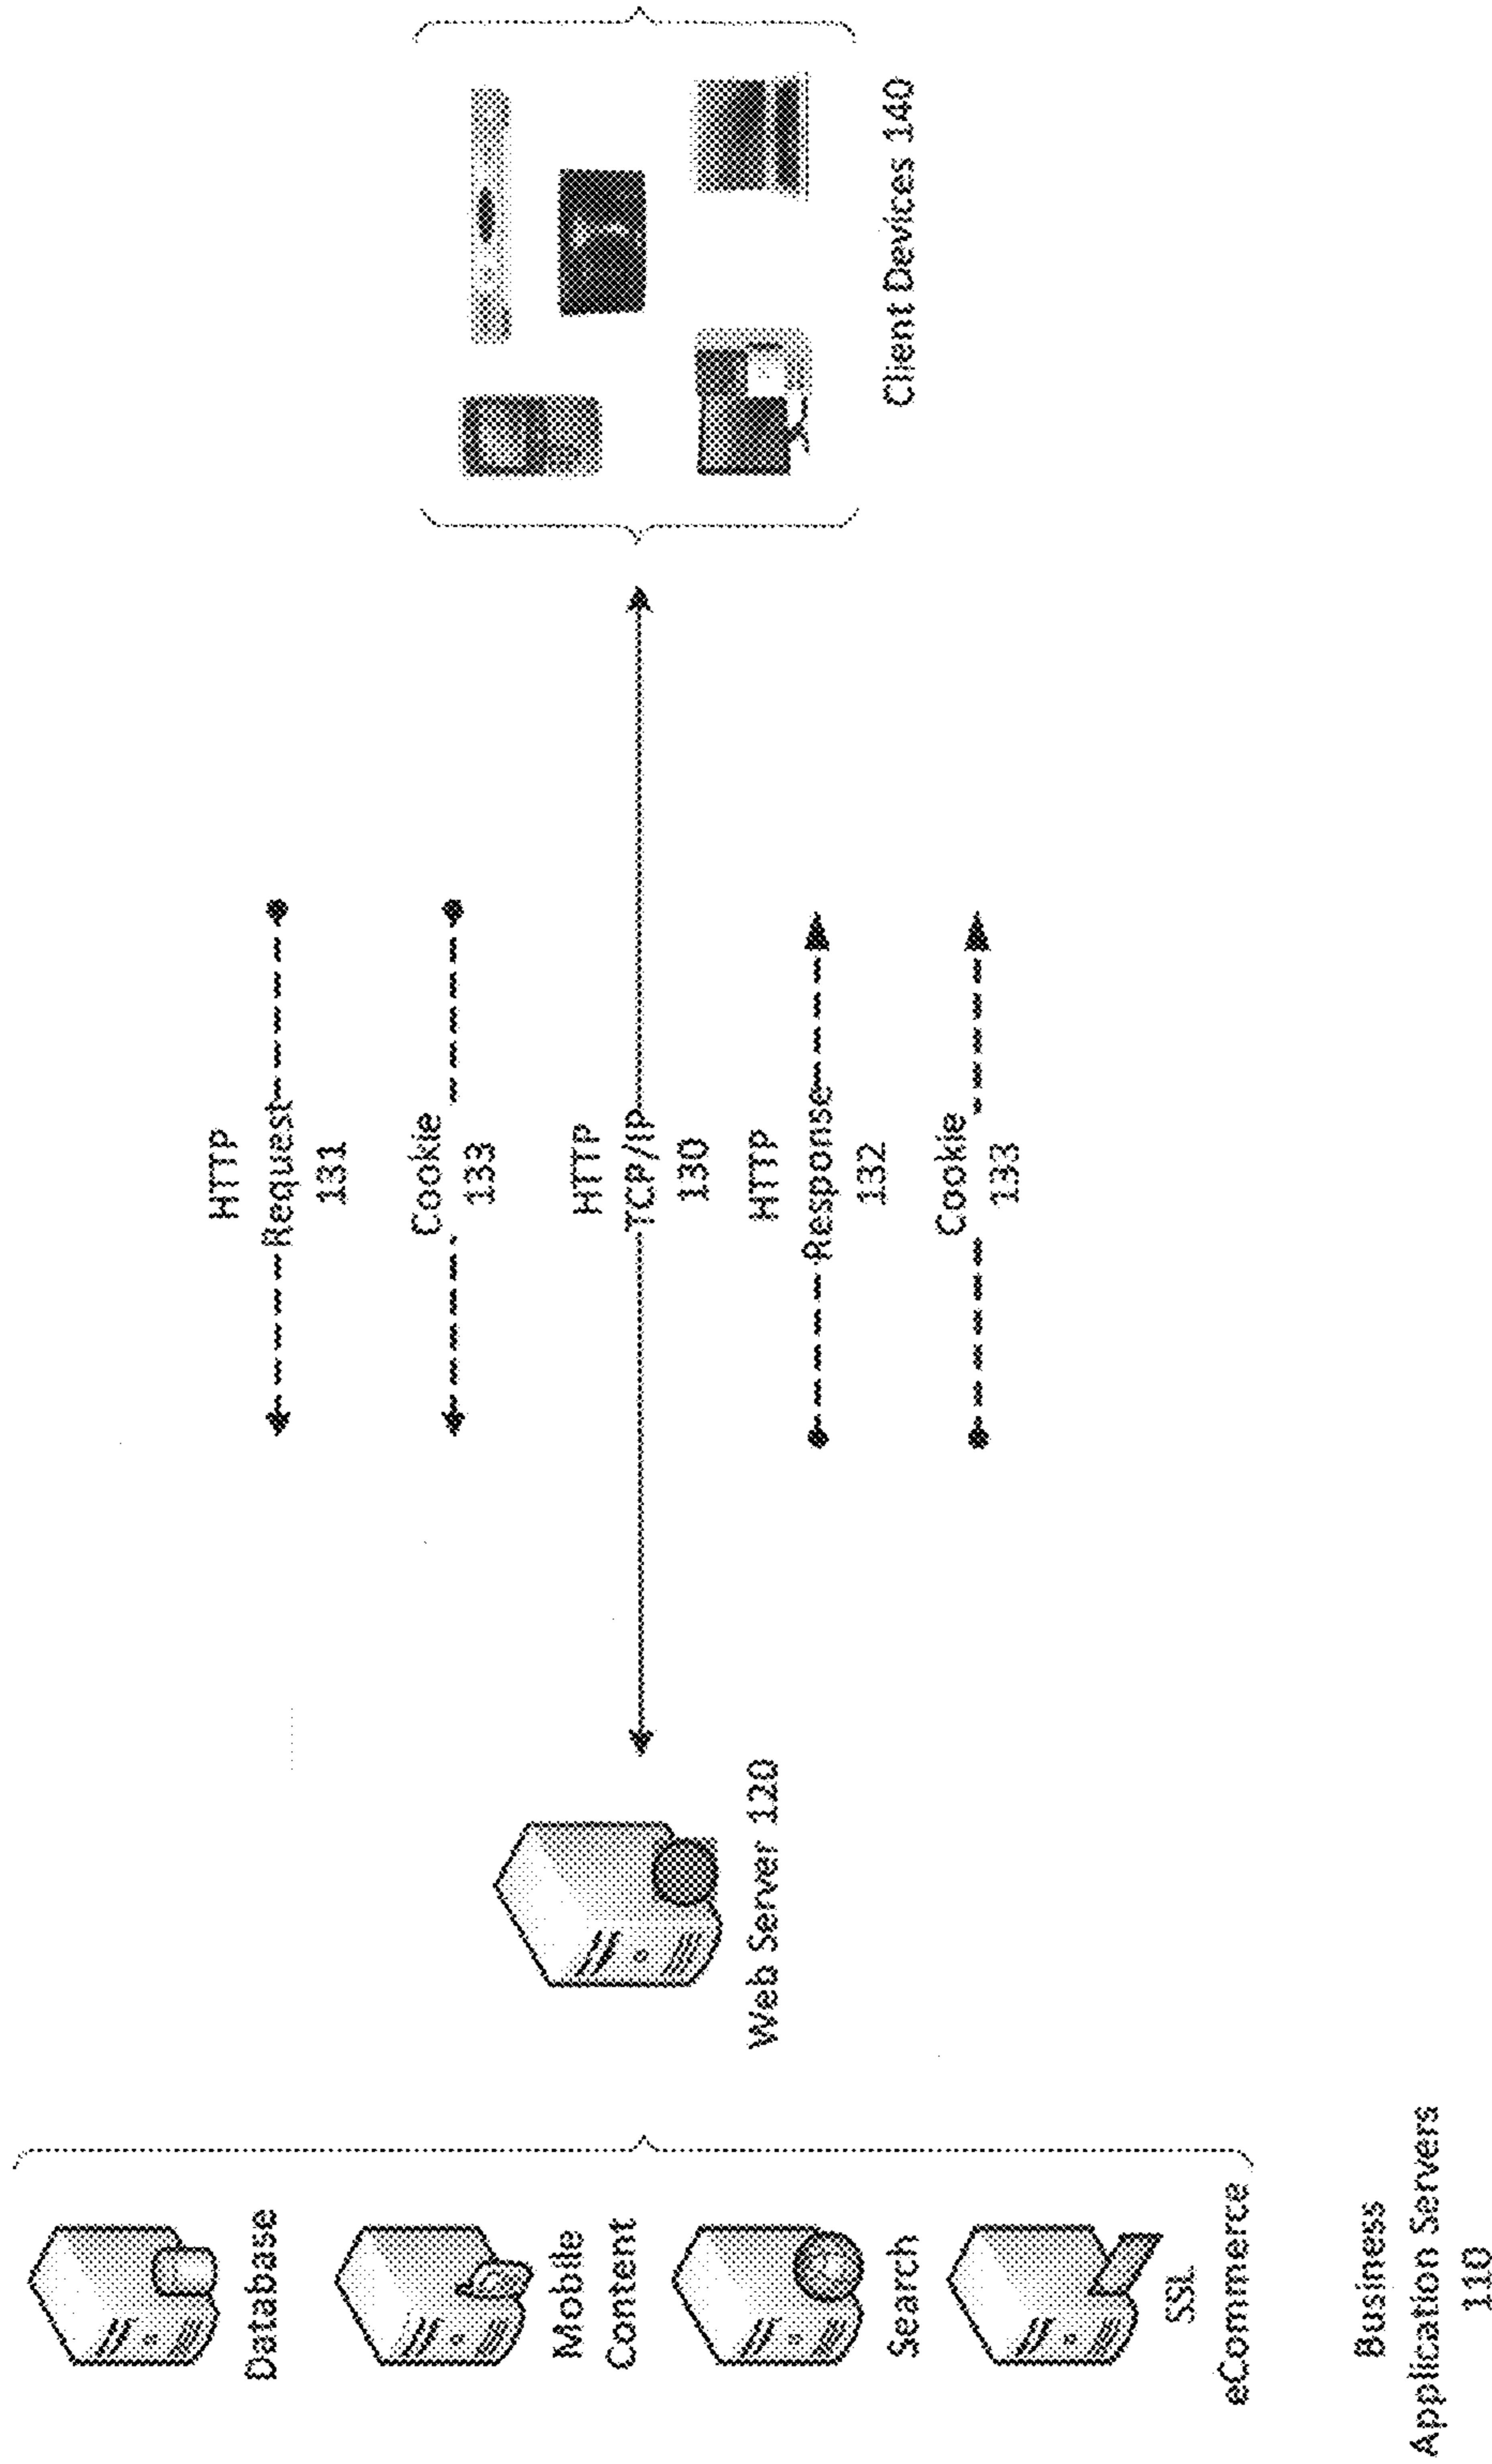 Database
Mobile
Content
Search
SSL
eCommerce
Business
Application Servers
110
Web Server 120
HTTP
Request
131
Cookie
133
HTTP
TCP/IP
130
HTTP
Response
132
Cookie
133
Client Devices 140